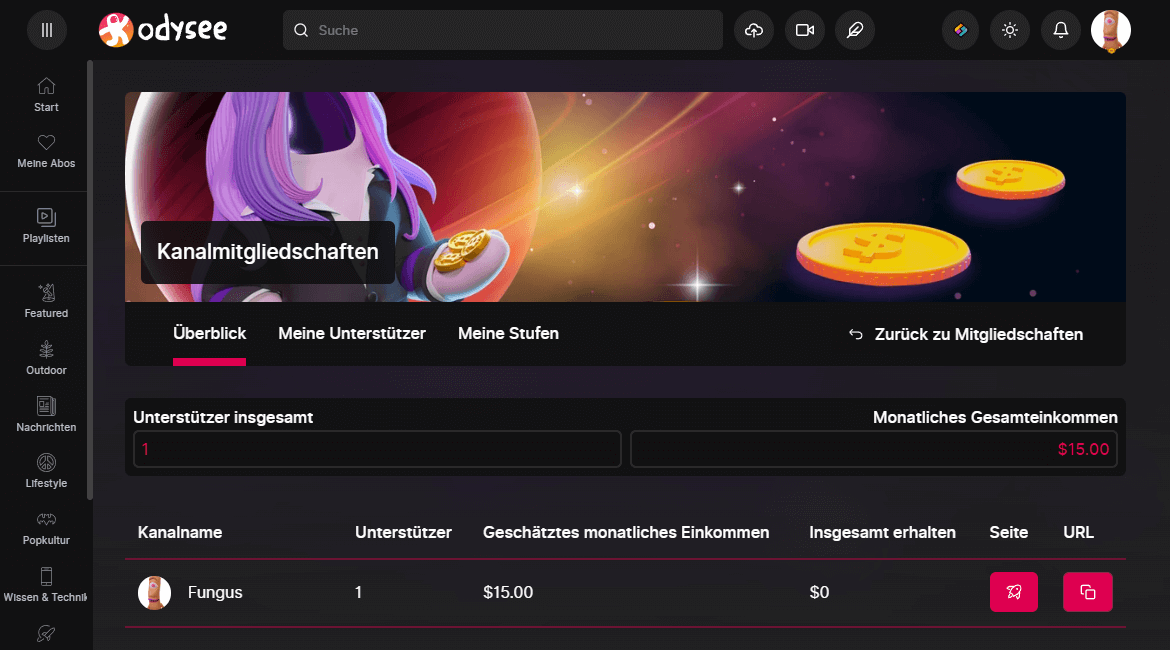 odysee
Suche
Start
Meine Abos
Playlisten
Featured
Outdoor
Nachrichten
Lifestyle
Popkultur
Wissen & Technik
Kanalmitgliedschaften
Überblick Meine Unterstützer Meine Stufen Zurück zu Mitgliedschaften
Unterstützer insgesamt Monatliches Gesamteinkommen
1 $15.00
Kanalname Unterstützer Geschätztes monatliches Einkommen Insgesamt erhalten Seite URL
Fungus 1 $15.00 $0